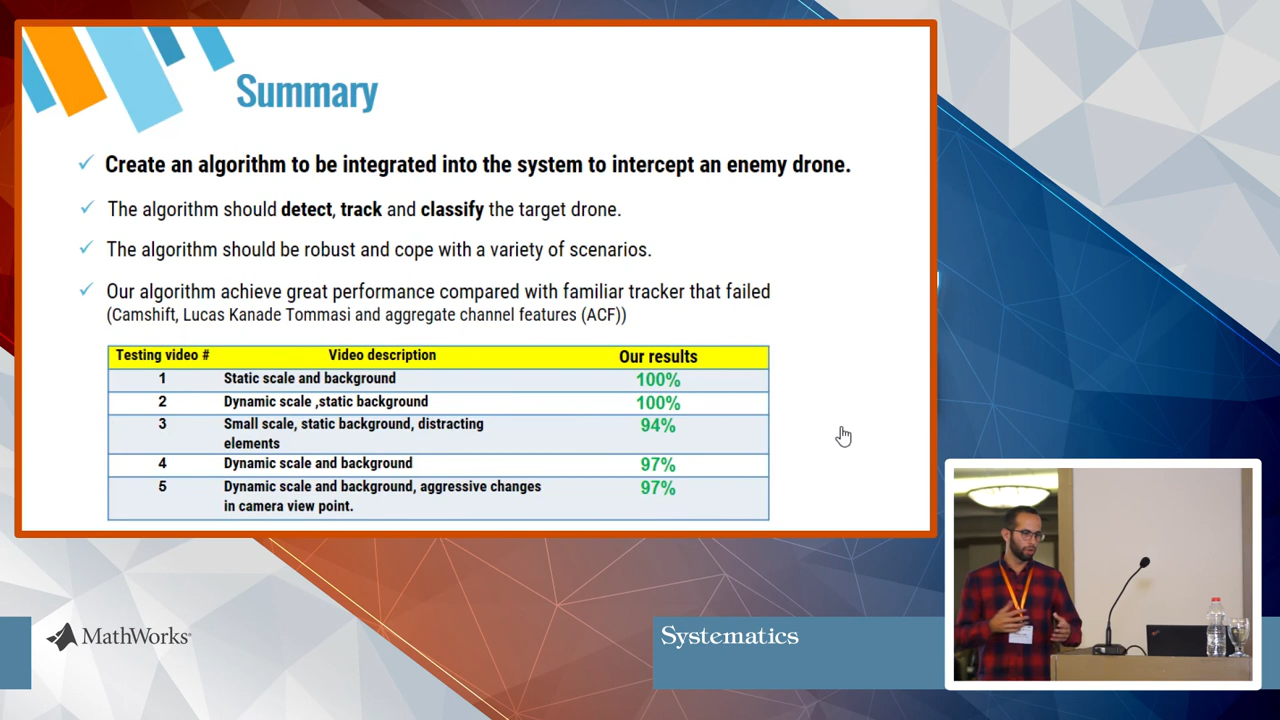 Summary
✓ Create an algorithm to be integrated into the system to intercept an enemy drone.
✓ The algorithm should detect, track and classify the target drone.
✓ The algorithm should be robust and cope with a variety of scenarios.
✓ Our algorithm achieve great performance compared with familiar tracker that failed
(Camshift, Lucas Kanade Tommasi and aggregate channel features (ACF))
Testing video # Video description Our results
1 Static scale and background 100%
2 Dynamic scale ,static background 100%
3 Small scale, static background, distracting 94%
elements
4 Dynamic scale and background 97%
5 Dynamic scale and background, aggressive changes 97%
in camera view point.
MathWorks®
Systematics